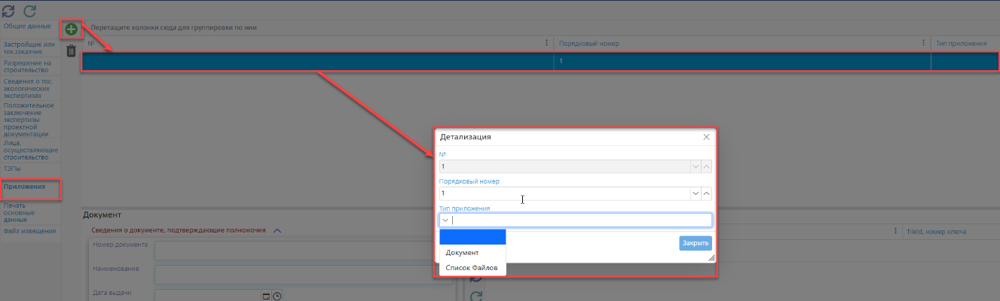 Общие данные
Застройщик или
тех.заказчик
Разрешение на
строительство
Сведения о гос.
экологических
экспертизах
Положительное
заключение
экспертизы
проектной
документации
Лица,
осуществляющие
строительство
ТЭПы
Приложения
Печать
основные
данные
Файл извещения
Перетащите колонки сюда для группировки по ним
№
Порядковый номер
Тип приложения
1
Детализация
№
1
Порядковый номер
1
Тип приложения
Документ
Список Файлов
Закрыть
Документ
Сведения о документе, подтверждающие полномочия
Номер документа
Наименование
Дата выдачи
fileId, номер ключа